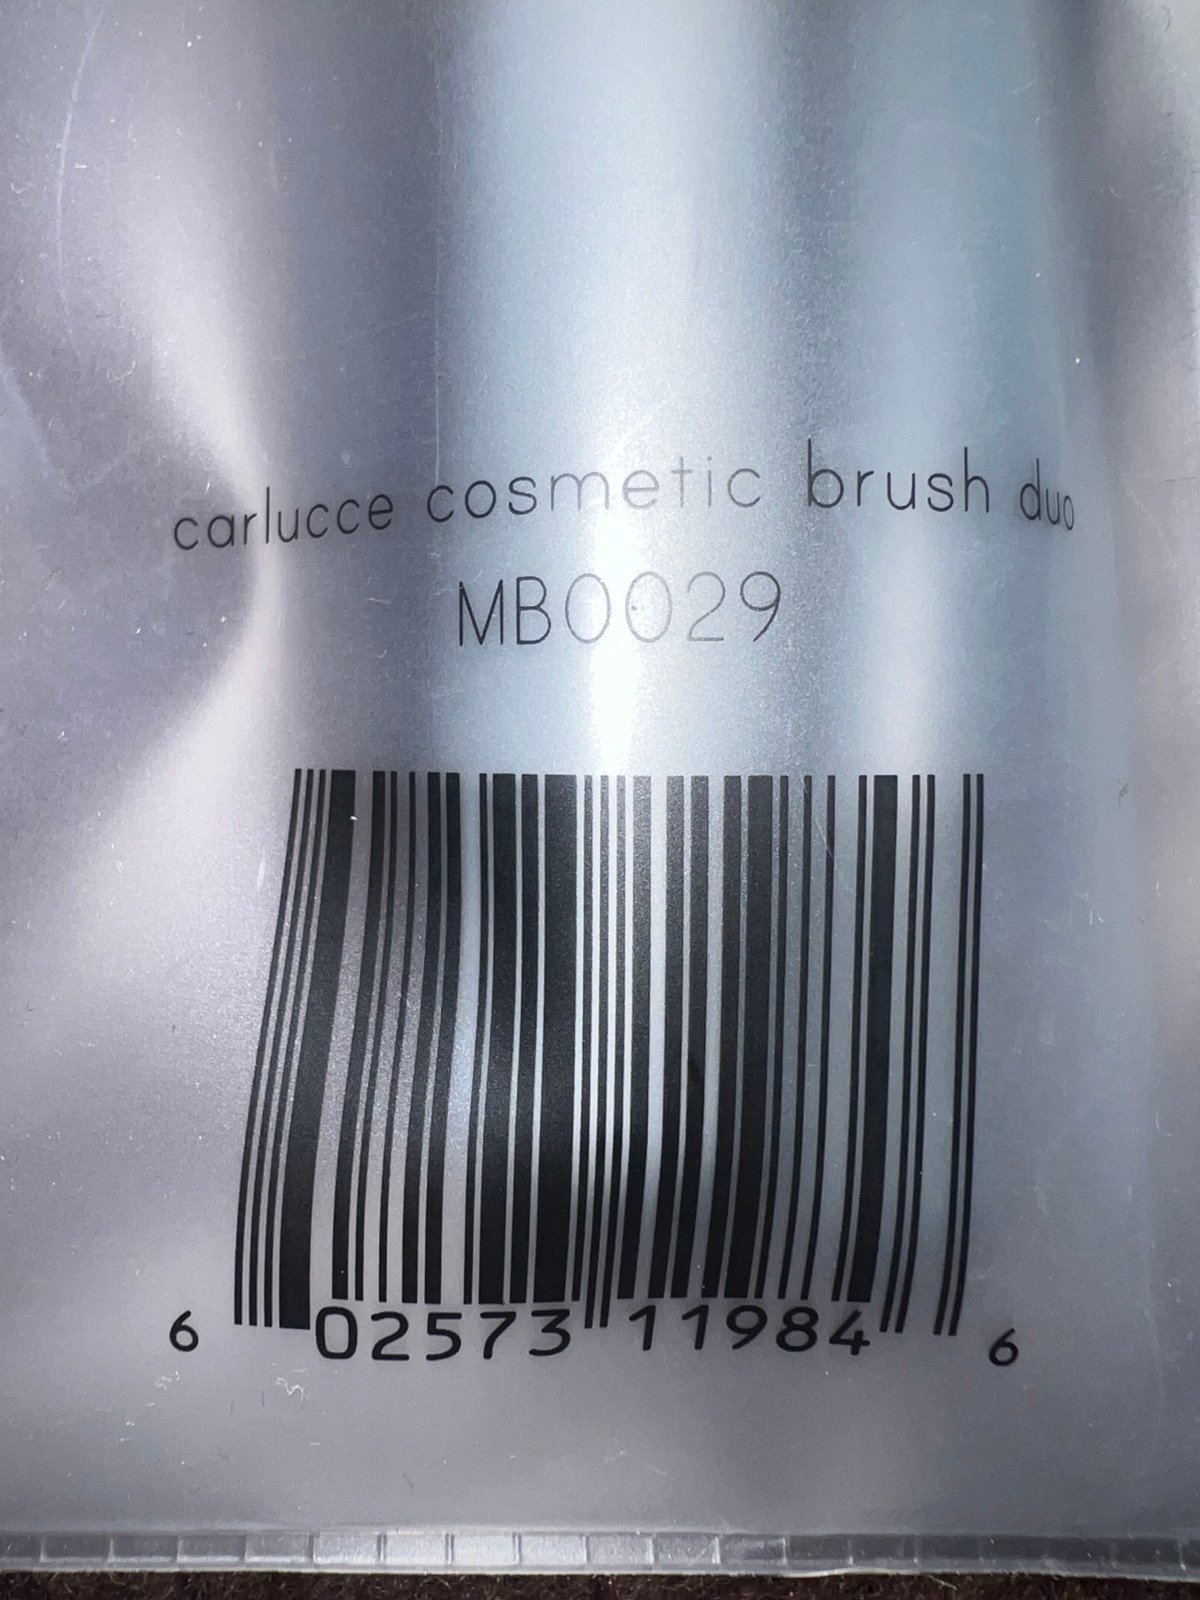 carlucce cosmetic brush duo
MB0029
6 02573 11984 6